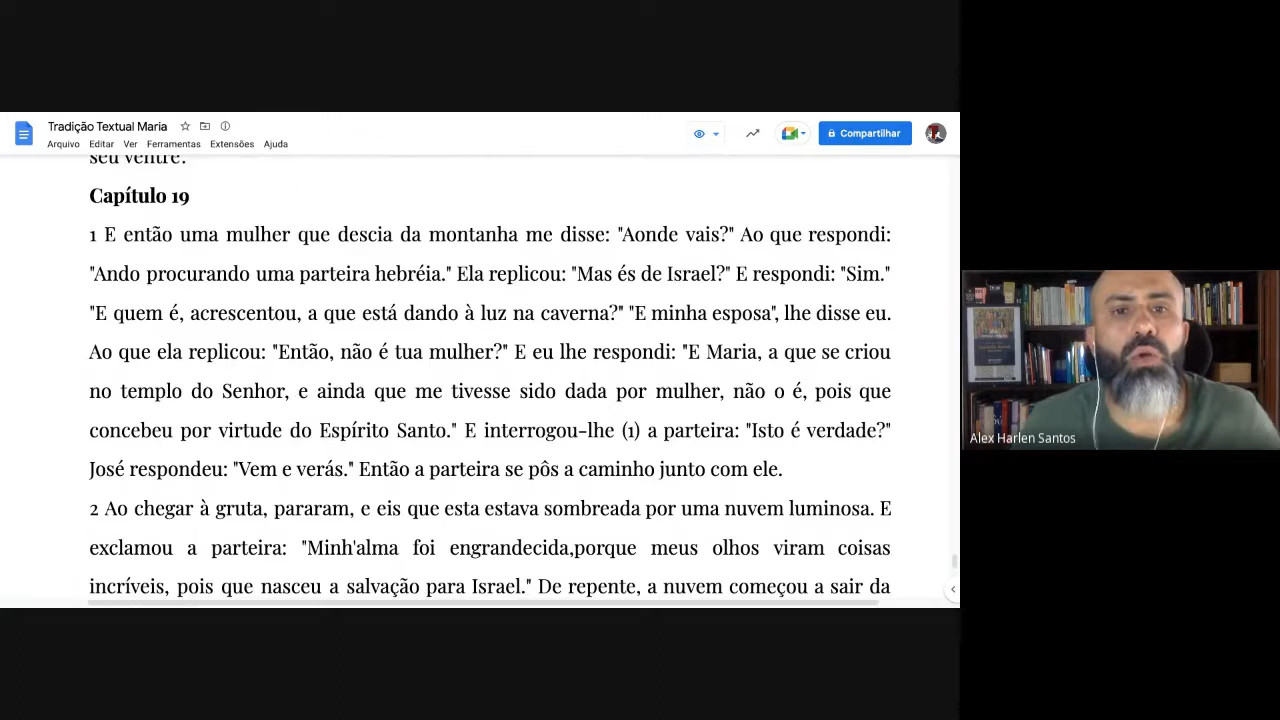 Tradição Textual Maria
Arquivo Editar Ver Ferramentas Extensões Ajuda
Compartilhar
seu ventre.
Capítulo 19
1 E então uma mulher que descia da montanha me disse: "Aonde vais?" Ao que respondi:
"Ando procurando uma parteira hebréia." Ela replicou: "Mas és de Israel?" E respondi: "Sim."
"E quem é, acrescentou, a que está dando à luz na caverna?" "E minha esposa", lhe disse eu.
Ao que ela replicou: "Então, não é tua mulher?" E eu lhe respondi: "E Maria, a que se criou
no templo do Senhor, e ainda que me tivesse sido dada por mulher, não o é, pois que
concebeu por virtude do Espírito Santo." E interrogou-lhe (1) a parteira: "Isto é verdade?"
José respondeu: "Vem e verás." Então a parteira se pôs a caminho junto com ele.
2 Ao chegar à gruta, pararam, e eis que esta estava sombreada por uma nuvem luminosa. E
exclamou a parteira: "Minh'alma foi engrandecida,porque meus olhos viram coisas
incríveis, pois que nasceu a salvação para Israel." De repente, a nuvem começou a sair da
Alex Harlen Santos